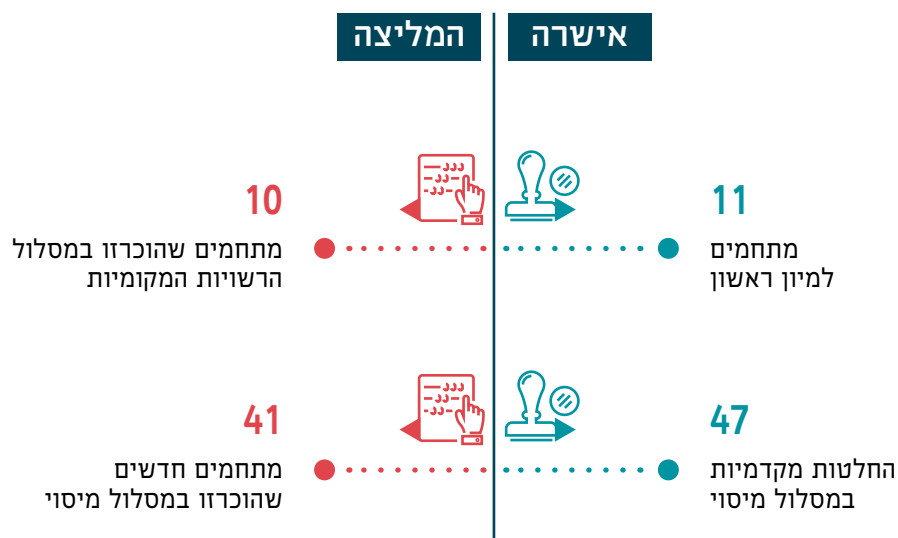 אישרה
המליצה
11
מתחמים
למיון ראשון
10
מתחמים שהוכרזו במסלול
הרשויות המקומיות
47
החלטות מקדמיות
במסלול מיסוי
41
מתחמים חדשים
שהוכרזו במסלול מיסוי